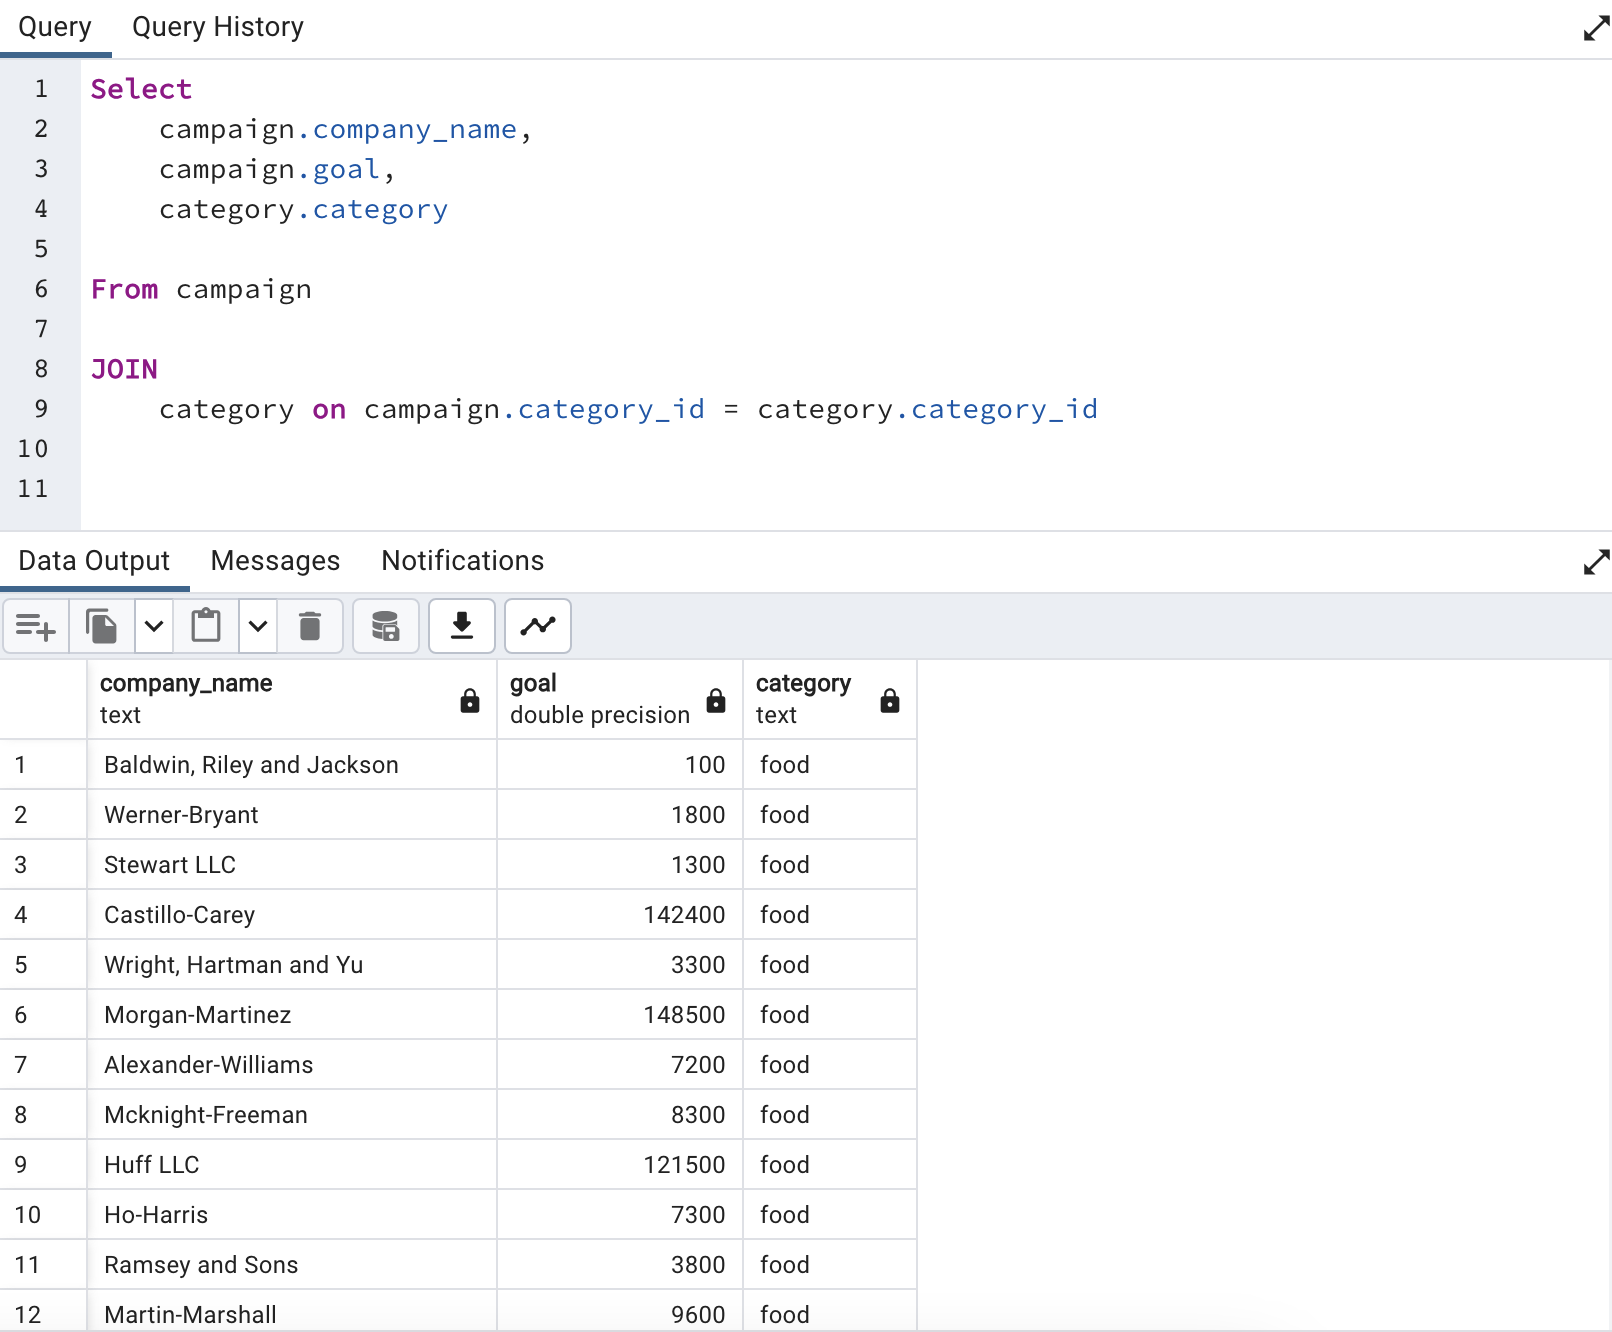 Query Query History
1 Select
2 campaign.company_name,
3 campaign.goal,
4 category.category
5
6 From campaign
7
8 JOIN
9 category on campaign.category_id = category.category_id
10
11
Data Output Messages Notifications
company_name goal category
text double precision text
1 Baldwin, Riley and Jackson 100 food
2 Werner-Bryant 1800 food
3 Stewart LLC 1300 food
4 Castillo-Carey 142400 food
5 Wright, Hartman and Yu 3300 food
6 Morgan-Martinez 148500 food
7 Alexander-Williams 7200 food
8 Mcknight-Freeman 8300 food
9 Huff LLC 121500 food
10 Ho-Harris 7300 food
11 Ramsey and Sons 3800 food
12 Martin-Marshall 9600 food